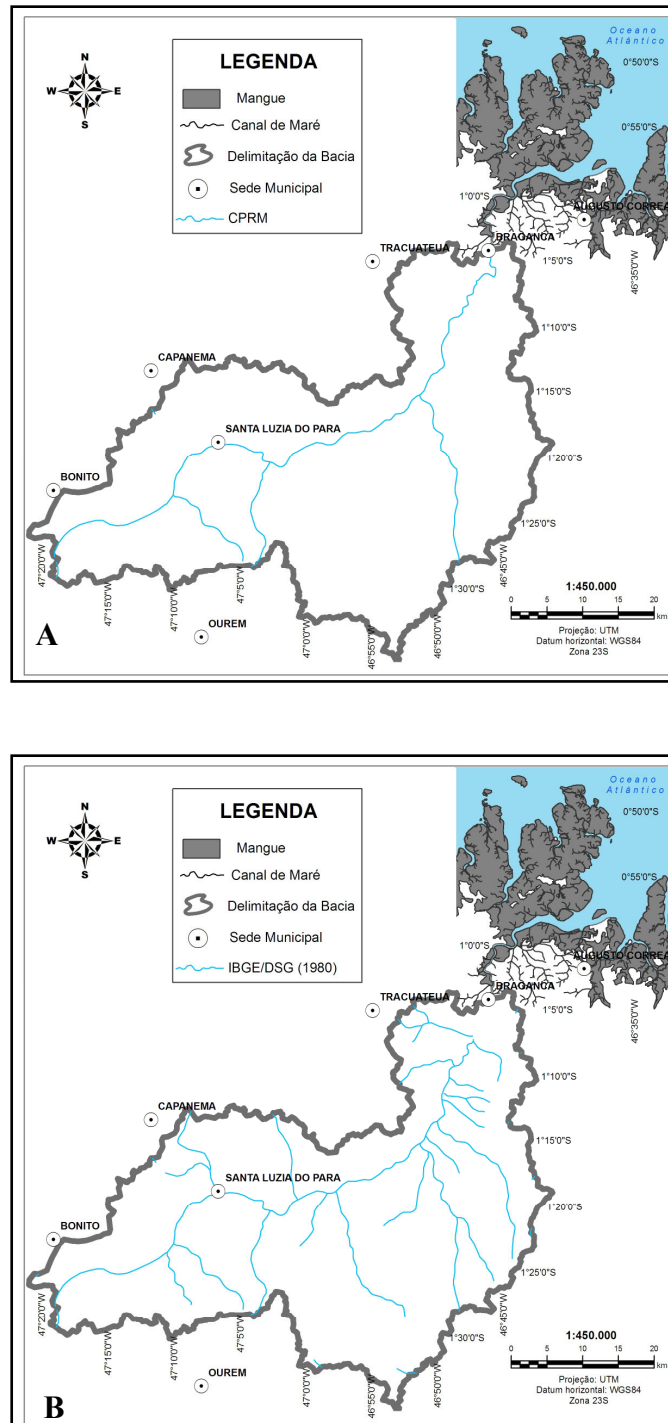 N
W E
S
LEGENDA
Mangue
Canal de Maré
Delimitação da Bacia
Sede Municipal
CPRM
Oceano
Atlântico
0°50'0"S
0°55'0"S
1°0'0"S
AUGUSTO CORREA
BRAGANCA
TRACUATEUA
1°5'0"S
46°35'0"W
1°10'0"S
CAPANEMA
1°15'0"S
SANTA LUZIA DO PARA
1°20'0"S
BONITO
1°25'0"S
47°20'0"W
47°15'0"W
47°10'0"W
47°5'0"W
47°0'0"W
46°55'0"W
46°50'0"W
46°45'0"W
1°30'0"S
OUREM
A
1:450.000
0 5 10 15 20
km
Projeção: UTM
Datum horizontal: WGS84
Zona 23S
N
W E
S
LEGENDA
Mangue
Canal de Maré
Delimitação da Bacia
Sede Municipal
IBGE/DSG (1980)
Oceano
Atlântico
0°50'0"S
0°55'0"S
1°0'0"S
AUGUSTO CORREA
BRAGANCA
TRACUATEUA
1°5'0"S
46°35'0"W
1°10'0"S
CAPANEMA
1°15'0"S
SANTA LUZIA DO PARA
1°20'0"S
BONITO
1°25'0"S
47°20'0"W
47°15'0"W
47°10'0"W
47°5'0"W
47°0'0"W
46°55'0"W
46°50'0"W
46°45'0"W
1°30'0"S
OUREM
B
1:450.000
0 5 10 15 20
km
Projeção: UTM
Datum horizontal: WGS84
Zona 23S